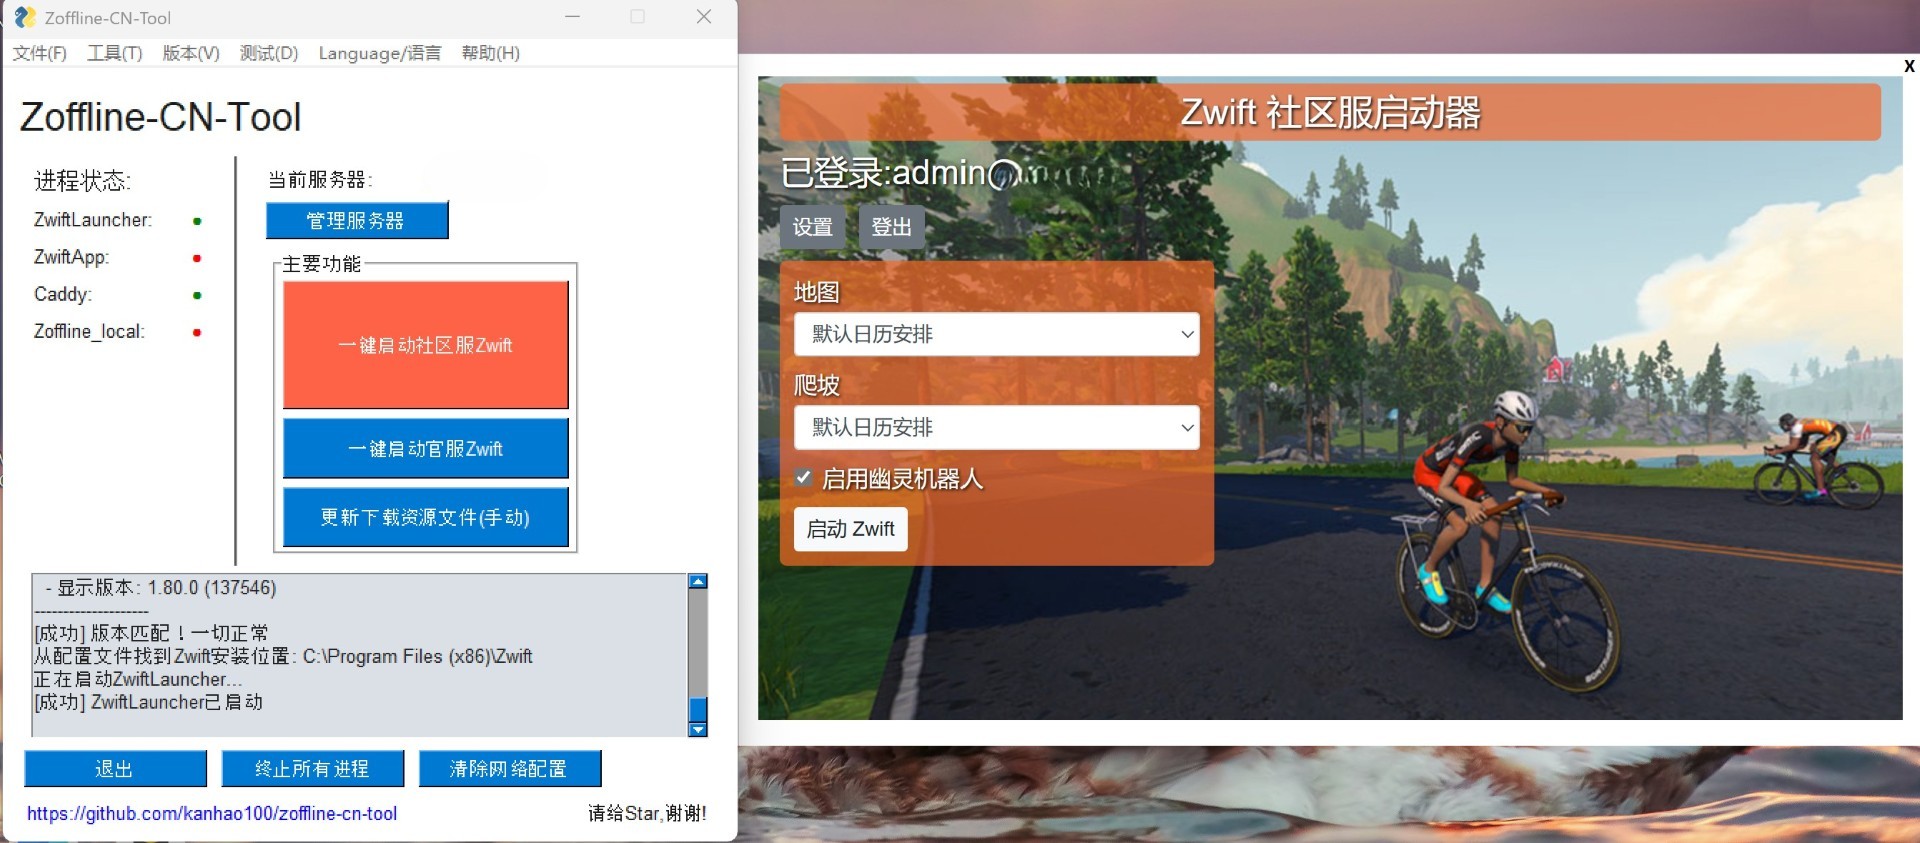 Zoffline-CN-Tool
文件(F) 工具(T) 版本(V) 测试(D) Language/语言 帮助(H)
Zoffline-CN-Tool
进程状态:
ZwiftLauncher:
ZwiftApp:
Caddy:
Zoffline_local:
当前服务器:
管理服务器
主要功能
一键启动社区服Zwift
一键启动官服Zwift
更新下载资源文件(手动)
- 显示版本: 1.80.0 (137546)
--------------------
[成功] 版本匹配！一切正常
从配置文件找到Zwift安装位置: C:\Program Files (x86)\Zwift
正在启动ZwiftLauncher...
[成功] ZwiftLauncher已启动
退出 终止所有进程 清除网络配置
https://github.com/kanhao100/zoffline-cn-tool 请给Star,谢谢!
X
Zwift 社区服启动器
已登录:admin@
设置 登出
地图
默认日历安排
爬坡
默认日历安排
启用幽灵机器人
启动 Zwift